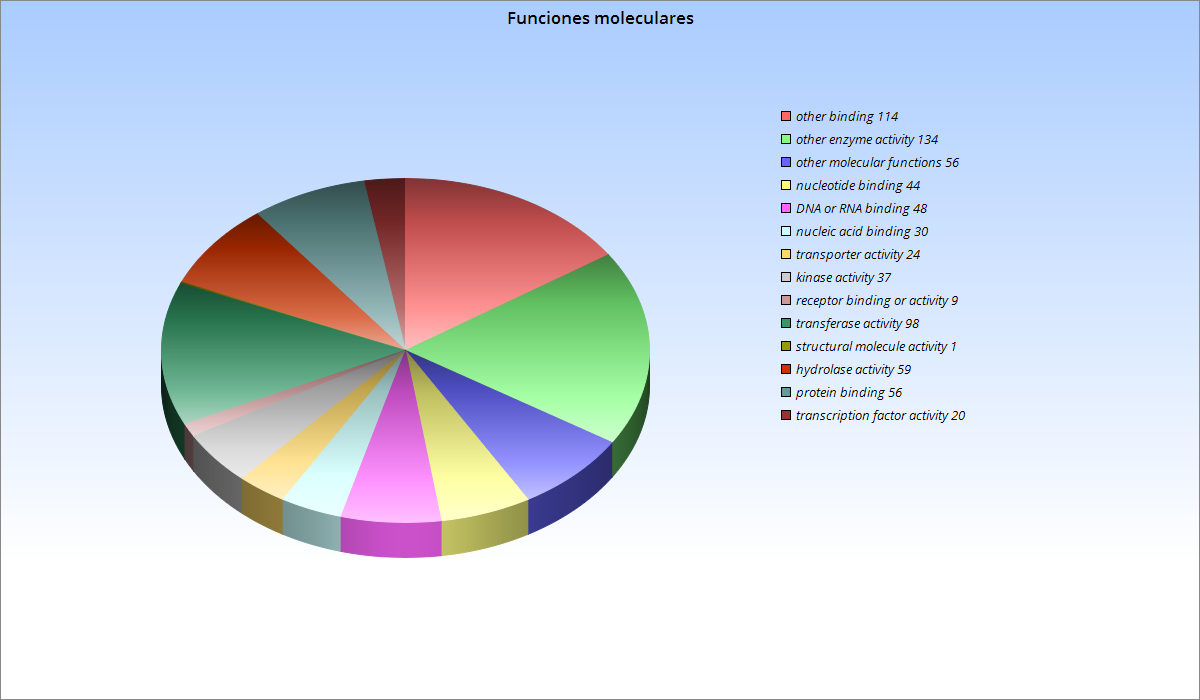 Funciones moleculares
other binding 114
other enzyme activity 134
other molecular functions 56
nucleotide binding 44
DNA or RNA binding 48
nucleic acid binding 30
transporter activity 24
kinase activity 37
receptor binding or activity 9
transferase activity 98
structural molecule activity 1
hydrolase activity 59
protein binding 56
transcription factor activity 20